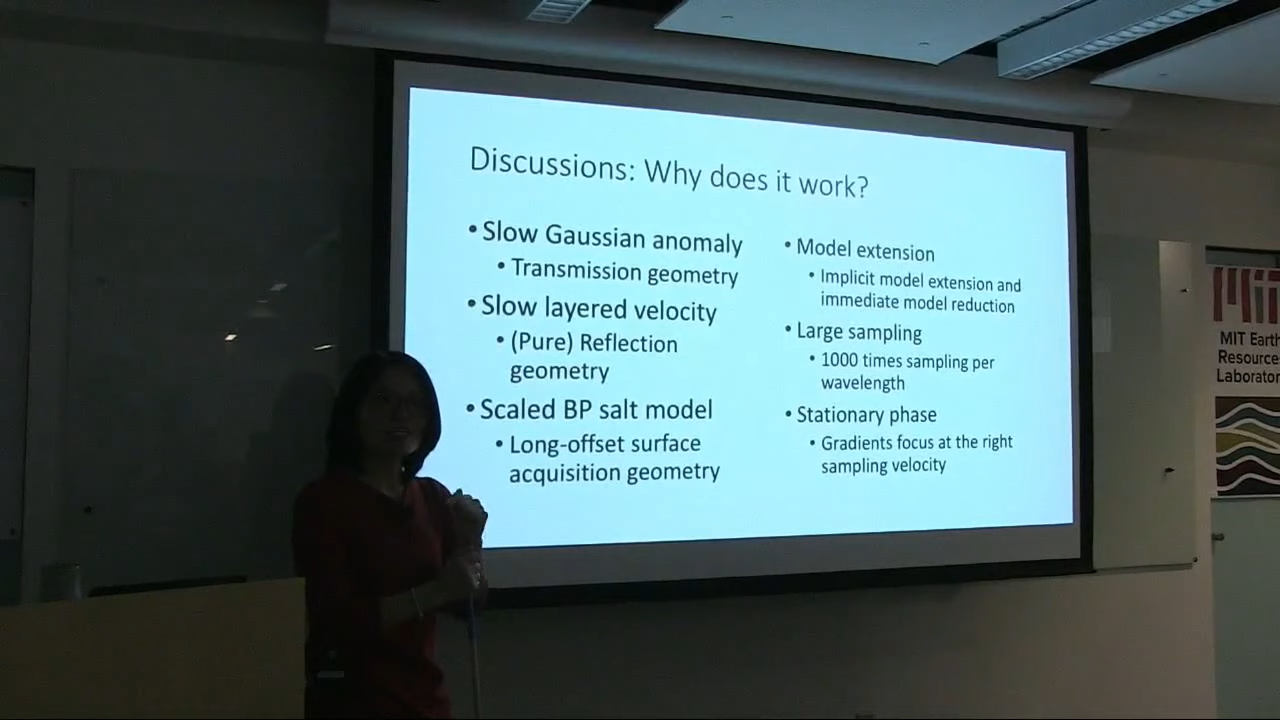 Discussions: Why does it work?
• Slow Gaussian anomaly
• Transmission geometry
• Slow layered velocity
• (Pure) Reflection
geometry
• Scaled BP salt model
• Long-offset surface
acquisition geometry
• Model extension
• Implicit model extension and
immediate model reduction
• Large sampling
• 1000 times sampling per
wavelength
• Stationary phase
• Gradients focus at the right
sampling velocity
MIT
MIT Earth